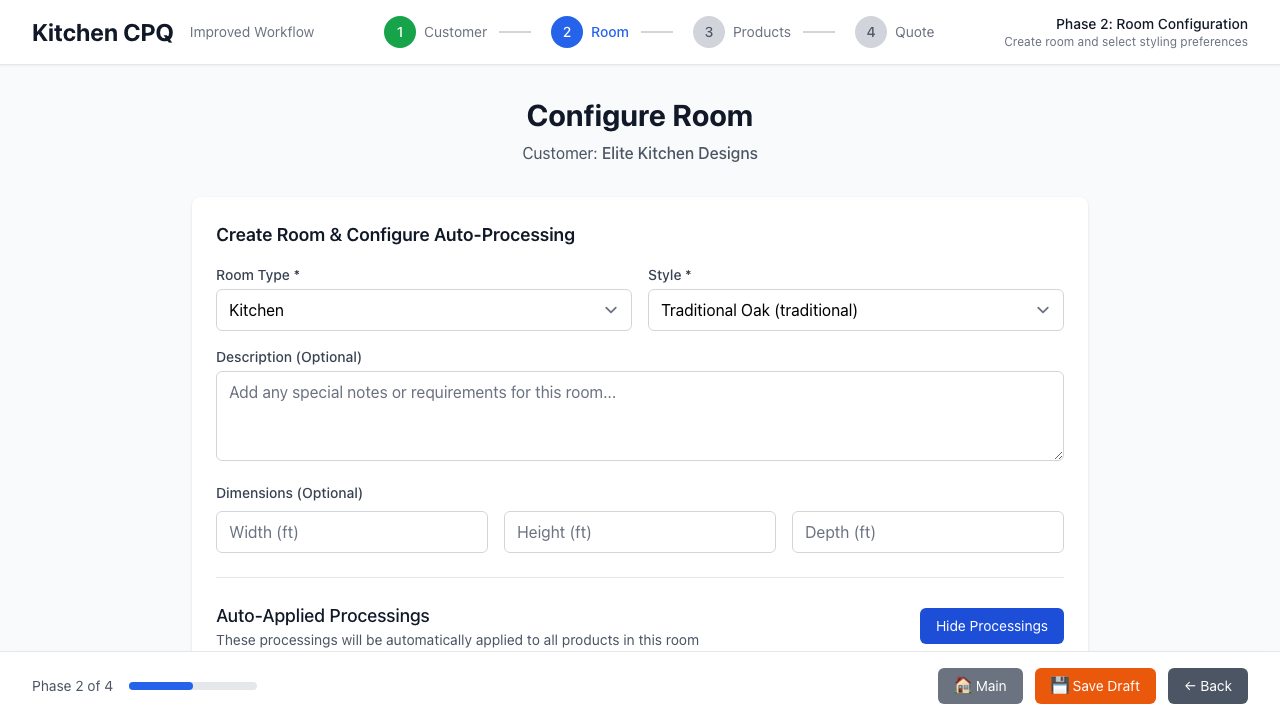 Kitchen CPQ Improved Workflow 1 Customer 2 Room 3 Products 4 Quote Phase 2: Room Configuration
Create room and select styling preferences
Configure Room
Customer: Elite Kitchen Designs
Create Room & Configure Auto-Processing
Room Type * Style *
Kitchen Traditional Oak (traditional)
Description (Optional)
Add any special notes or requirements for this room...
Dimensions (Optional)
Width (ft) Height (ft) Depth (ft)
Auto-Applied Processings
These processings will be automatically applied to all products in this room
Hide Processings
Phase 2 of 4 🏠 Main 💾 Save Draft ← Back